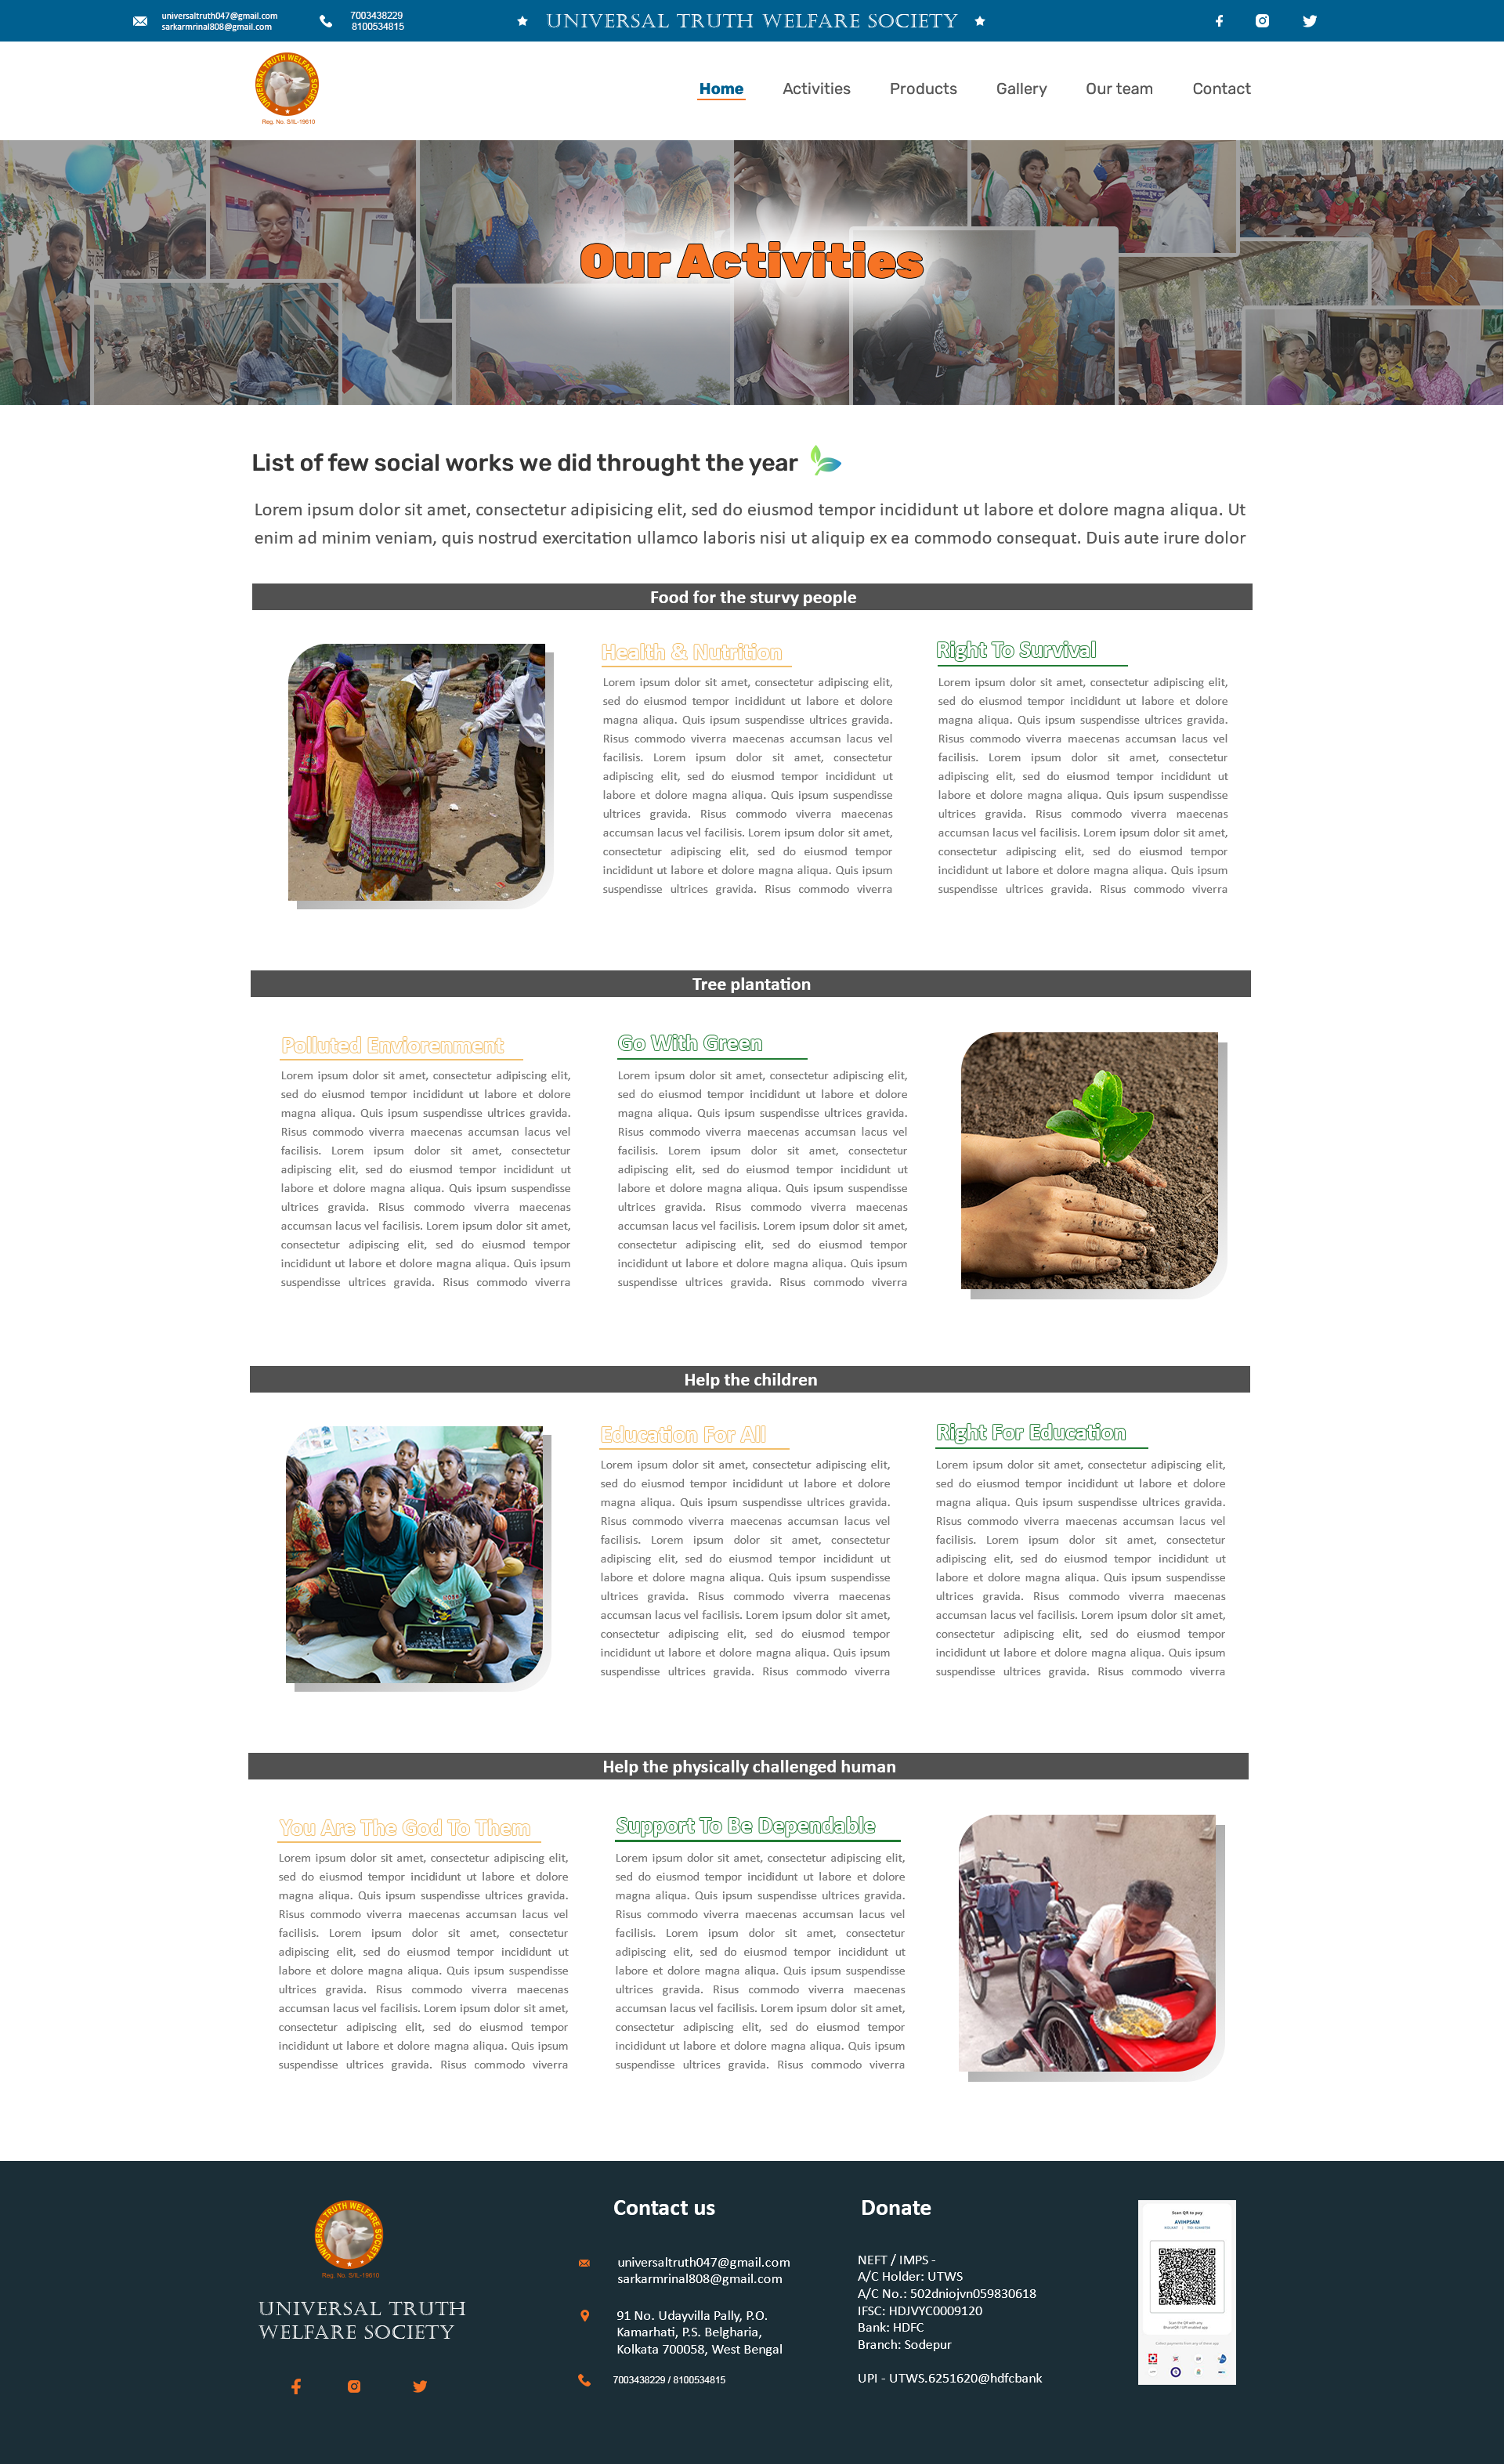 universaltruth047@gmail.com
sarkarmrinal808@gmail.com
7003438229
8100534815
UNIVERSAL TRUTH WELFARE SOCIETY
UNIVERSAL TRUTH WELFARE SOCIETY
Reg. No. S/IL-19610
Home Activities Products Gallery Our team Contact
Our Activities
List of few social works we did throught the year
Lorem ipsum dolor sit amet, consectetur adipisicing elit, sed do eiusmod tempor incididunt ut labore et dolore magna aliqua. Ut
enim ad minim veniam, quis nostrud exercitation ullamco laboris nisi ut aliquip ex ea commodo consequat. Duis aute irure dolor
Food for the sturvy people
Health & Nutrition
Lorem ipsum dolor sit amet, consectetur adipiscing elit,
sed do eiusmod tempor incididunt ut labore et dolore
magna aliqua. Quis ipsum suspendisse ultrices gravida.
Risus commodo viverra maecenas accumsan lacus vel
facilisis. Lorem ipsum dolor sit amet, consectetur
adipiscing elit, sed do eiusmod tempor incididunt ut
labore et dolore magna aliqua. Quis ipsum suspendisse
ultrices gravida. Risus commodo viverra maecenas
accumsan lacus vel facilisis. Lorem ipsum dolor sit amet,
consectetur adipiscing elit, sed do eiusmod tempor
incididunt ut labore et dolore magna aliqua. Quis ipsum
suspendisse ultrices gravida. Risus commodo viverra
Right To Survival
Lorem ipsum dolor sit amet, consectetur adipiscing elit,
sed do eiusmod tempor incididunt ut labore et dolore
magna aliqua. Quis ipsum suspendisse ultrices gravida.
Risus commodo viverra maecenas accumsan lacus vel
facilisis. Lorem ipsum dolor sit amet, consectetur
adipiscing elit, sed do eiusmod tempor incididunt ut
labore et dolore magna aliqua. Quis ipsum suspendisse
ultrices gravida. Risus commodo viverra maecenas
accumsan lacus vel facilisis. Lorem ipsum dolor sit amet,
consectetur adipiscing elit, sed do eiusmod tempor
incididunt ut labore et dolore magna aliqua. Quis ipsum
suspendisse ultrices gravida. Risus commodo viverra
Tree plantation
Polluted Enviorenment
Lorem ipsum dolor sit amet, consectetur adipiscing elit,
sed do eiusmod tempor incididunt ut labore et dolore
magna aliqua. Quis ipsum suspendisse ultrices gravida.
Risus commodo viverra maecenas accumsan lacus vel
facilisis. Lorem ipsum dolor sit amet, consectetur
adipiscing elit, sed do eiusmod tempor incididunt ut
labore et dolore magna aliqua. Quis ipsum suspendisse
ultrices gravida. Risus commodo viverra maecenas
accumsan lacus vel facilisis. Lorem ipsum dolor sit amet,
consectetur adipiscing elit, sed do eiusmod tempor
incididunt ut labore et dolore magna aliqua. Quis ipsum
suspendisse ultrices gravida. Risus commodo viverra
Go With Green
Lorem ipsum dolor sit amet, consectetur adipiscing elit,
sed do eiusmod tempor incididunt ut labore et dolore
magna aliqua. Quis ipsum suspendisse ultrices gravida.
Risus commodo viverra maecenas accumsan lacus vel
facilisis. Lorem ipsum dolor sit amet, consectetur
adipiscing elit, sed do eiusmod tempor incididunt ut
labore et dolore magna aliqua. Quis ipsum suspendisse
ultrices gravida. Risus commodo viverra maecenas
accumsan lacus vel facilisis. Lorem ipsum dolor sit amet,
consectetur adipiscing elit, sed do eiusmod tempor
incididunt ut labore et dolore magna aliqua. Quis ipsum
suspendisse ultrices gravida. Risus commodo viverra
Help the children
Education For All
Lorem ipsum dolor sit amet, consectetur adipiscing elit,
sed do eiusmod tempor incididunt ut labore et dolore
magna aliqua. Quis ipsum suspendisse ultrices gravida.
Risus commodo viverra maecenas accumsan lacus vel
facilisis. Lorem ipsum dolor sit amet, consectetur
adipiscing elit, sed do eiusmod tempor incididunt ut
labore et dolore magna aliqua. Quis ipsum suspendisse
ultrices gravida. Risus commodo viverra maecenas
accumsan lacus vel facilisis. Lorem ipsum dolor sit amet,
consectetur adipiscing elit, sed do eiusmod tempor
incididunt ut labore et dolore magna aliqua. Quis ipsum
suspendisse ultrices gravida. Risus commodo viverra
Right For Education
Lorem ipsum dolor sit amet, consectetur adipiscing elit,
sed do eiusmod tempor incididunt ut labore et dolore
magna aliqua. Quis ipsum suspendisse ultrices gravida.
Risus commodo viverra maecenas accumsan lacus vel
facilisis. Lorem ipsum dolor sit amet, consectetur
adipiscing elit, sed do eiusmod tempor incididunt ut
labore et dolore magna aliqua. Quis ipsum suspendisse
ultrices gravida. Risus commodo viverra maecenas
accumsan lacus vel facilisis. Lorem ipsum dolor sit amet,
consectetur adipiscing elit, sed do eiusmod tempor
incididunt ut labore et dolore magna aliqua. Quis ipsum
suspendisse ultrices gravida. Risus commodo viverra
Help the physically challenged human
You Are The God To Them
Lorem ipsum dolor sit amet, consectetur adipiscing elit,
sed do eiusmod tempor incididunt ut labore et dolore
magna aliqua. Quis ipsum suspendisse ultrices gravida.
Risus commodo viverra maecenas accumsan lacus vel
facilisis. Lorem ipsum dolor sit amet, consectetur
adipiscing elit, sed do eiusmod tempor incididunt ut
labore et dolore magna aliqua. Quis ipsum suspendisse
ultrices gravida. Risus commodo viverra maecenas
accumsan lacus vel facilisis. Lorem ipsum dolor sit amet,
consectetur adipiscing elit, sed do eiusmod tempor
incididunt ut labore et dolore magna aliqua. Quis ipsum
suspendisse ultrices gravida. Risus commodo viverra
Support To Be Dependable
Lorem ipsum dolor sit amet, consectetur adipiscing elit,
sed do eiusmod tempor incididunt ut labore et dolore
magna aliqua. Quis ipsum suspendisse ultrices gravida.
Risus commodo viverra maecenas accumsan lacus vel
facilisis. Lorem ipsum dolor sit amet, consectetur
adipiscing elit, sed do eiusmod tempor incididunt ut
labore et dolore magna aliqua. Quis ipsum suspendisse
ultrices gravida. Risus commodo viverra maecenas
accumsan lacus vel facilisis. Lorem ipsum dolor sit amet,
consectetur adipiscing elit, sed do eiusmod tempor
incididunt ut labore et dolore magna aliqua. Quis ipsum
suspendisse ultrices gravida. Risus commodo viverra
UNIVERSAL TRUTH WELFARE SOCIETY
Reg. No. S/IL-19610
UNIVERSAL TRUTH
WELFARE SOCIETY
Contact us
universaltruth047@gmail.com
sarkarmrinal808@gmail.com
91 No. Udayvilla Pally, P.O.
Kamarhati, P.S. Belgharia,
Kolkata 700058, West Bengal
7003438229 / 8100534815
Donate
NEFT / IMPS -
A/C Holder: UTWS
A/C No.: 502dniojvn059830618
IFSC: HDJVYC0009120
Bank: HDFC
Branch: Sodepur
UPI - UTWS.6251620@hdfcbank
Scan QR to pay
AVIHPSAM
Scan the QR with any